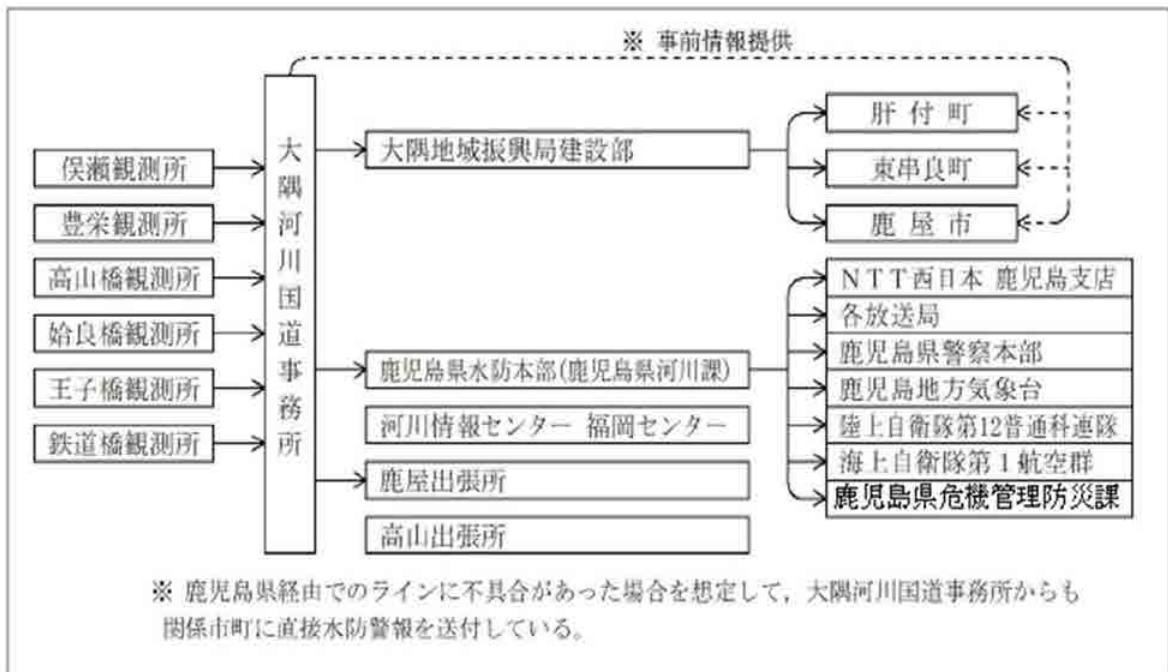 ※ 事前情報提供
大隅河川国道事務所
俣瀬観測所
豊栄観測所
高山橋観測所
姶良橋観測所
王子橋観測所
鉄道橋観測所
大隅地域振興局建設部
肝付町
東串良町
鹿屋市
鹿児島県水防本部(鹿児島県河川課)
河川情報センター 福岡センター
鹿屋出張所
高山出張所
NTT西日本 鹿児島支店
各放送局
鹿児島県警察本部
鹿児島地方気象台
陸上自衛隊第12普通科連隊
海上自衛隊第1航空群
鹿児島県危機管理防災課
※ 鹿児島県経由でのラインに不具合があった場合を想定して，大隅河川国道事務所からも
関係市町に直接水防警報を送付している。